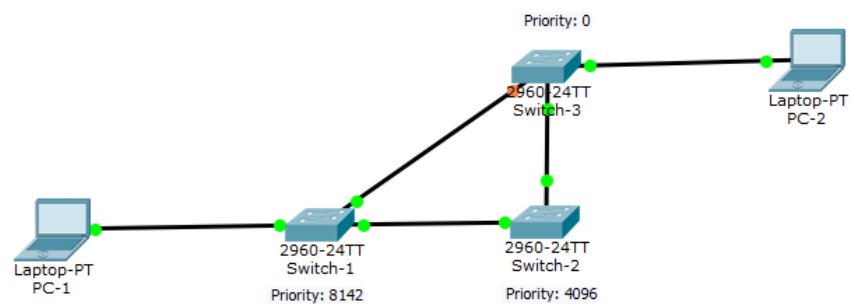 Priority: 0
2960-24TT
Switch-3
Laptop-PT
PC-2
2960-24TT
Switch-1
2960-24TT
Switch-2
Laptop-PT
PC-1
Priority: 8142
Priority: 4096